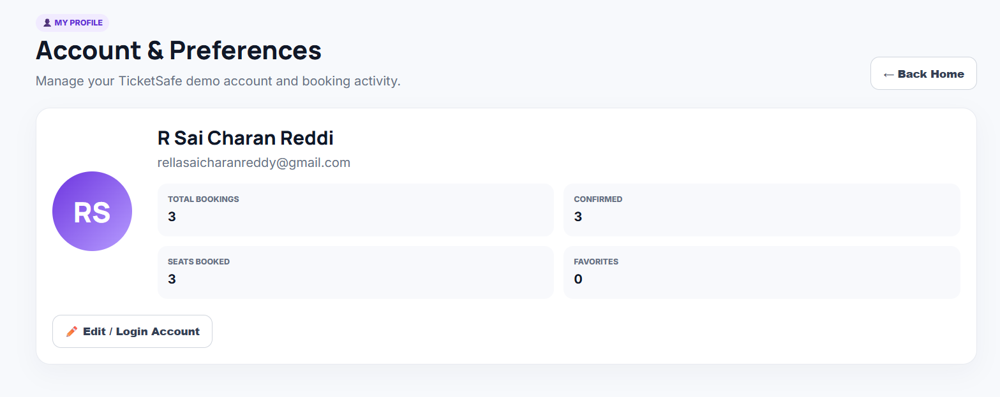 MY PROFILE
Account & Preferences
Manage your TicketSafe demo account and booking activity.
← Back Home
R Sai Charan Reddi
rellasaicharanreddy@gmail.com
RS
TOTAL BOOKINGS
3
CONFIRMED
3
SEATS BOOKED
3
FAVORITES
0
Edit / Login Account